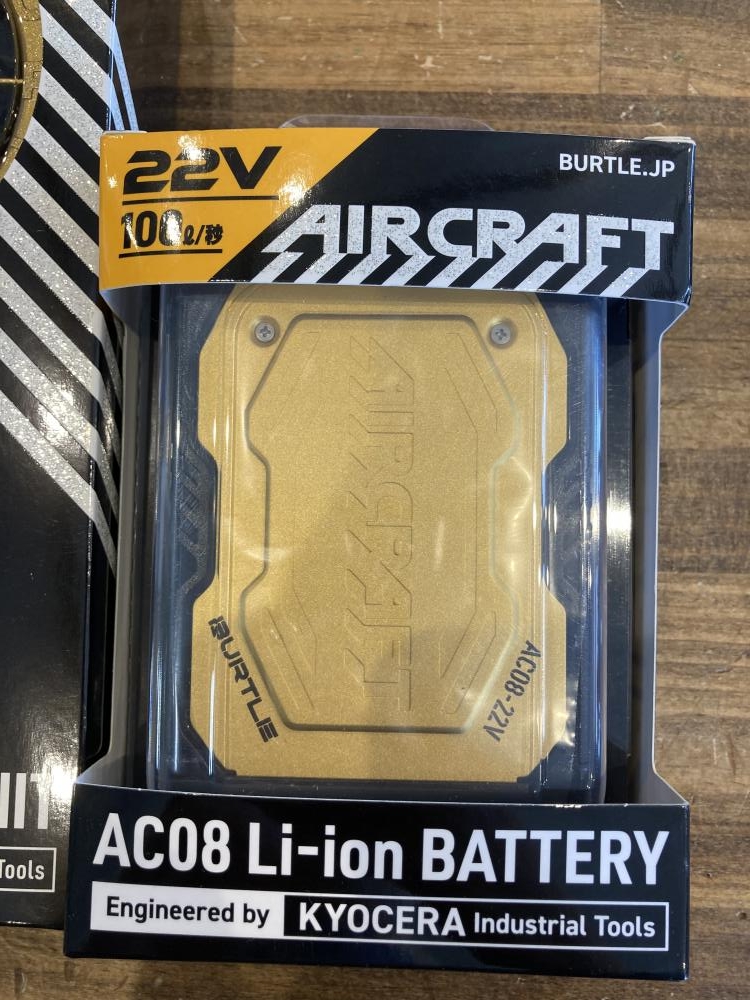 22V
BURTLE.JP
100ℓ/秒
AIRCRAFT
AIRCRAFT
BURTLE
AC08-22V
AC08 Li-ion BATTERY
Engineered by KYOCERA Industrial Tools
Tools